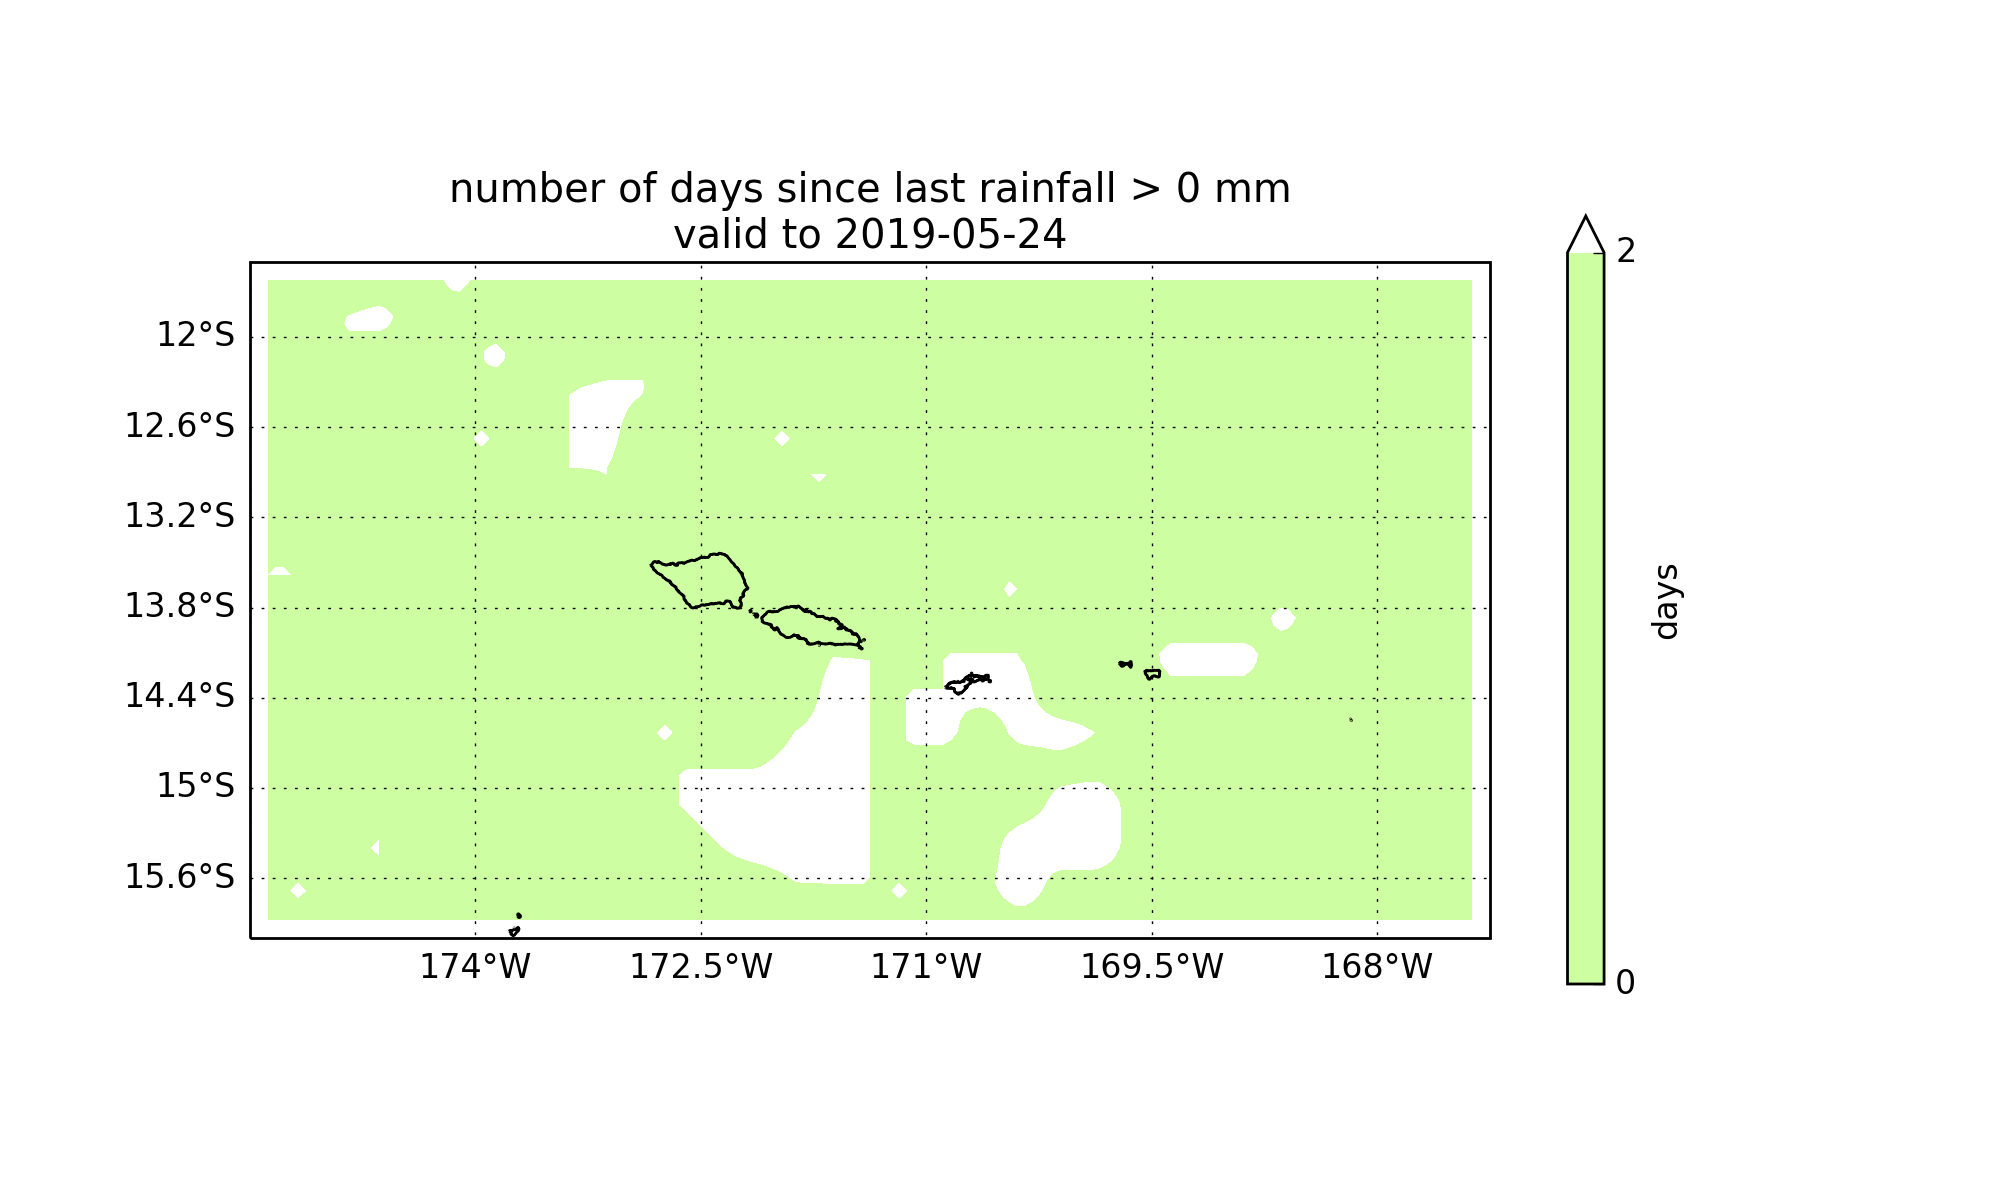 number of days since last rainfall > 0 mm
valid to 2019-05-24
2
12°S
12.6°S
13.2°S
13.8°S
14.4°S
15°S
15.6°S
days
174°W
172.5°W
171°W
169.5°W
168°W
0